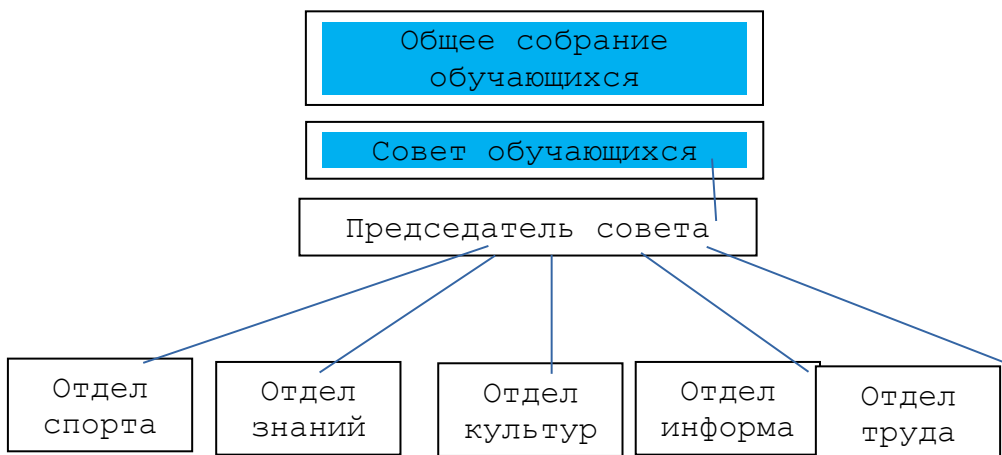 Общее собрание
обучающихся
Совет обучающихся
Председатель совета
Отдел
спорта
Отдел
знаний
Отдел
культур
Отдел
информа
Отдел
труда